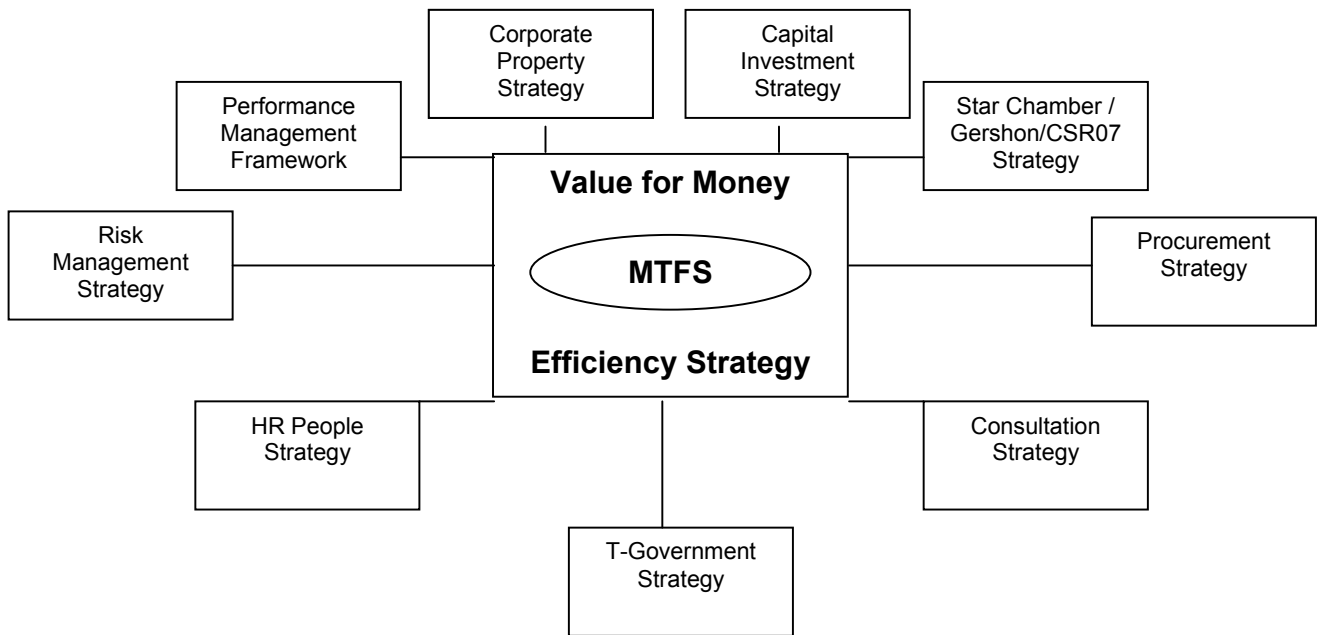 Corporate
Property
Strategy
Capital
Investment
Strategy
Performance
Management
Framework
Star Chamber /
Gershon/CSR07
Strategy
Value for Money
Risk
Management
Strategy
MTFS
Procurement
Strategy
Efficiency Strategy
HR People
Strategy
Consultation
Strategy
T-Government
Strategy